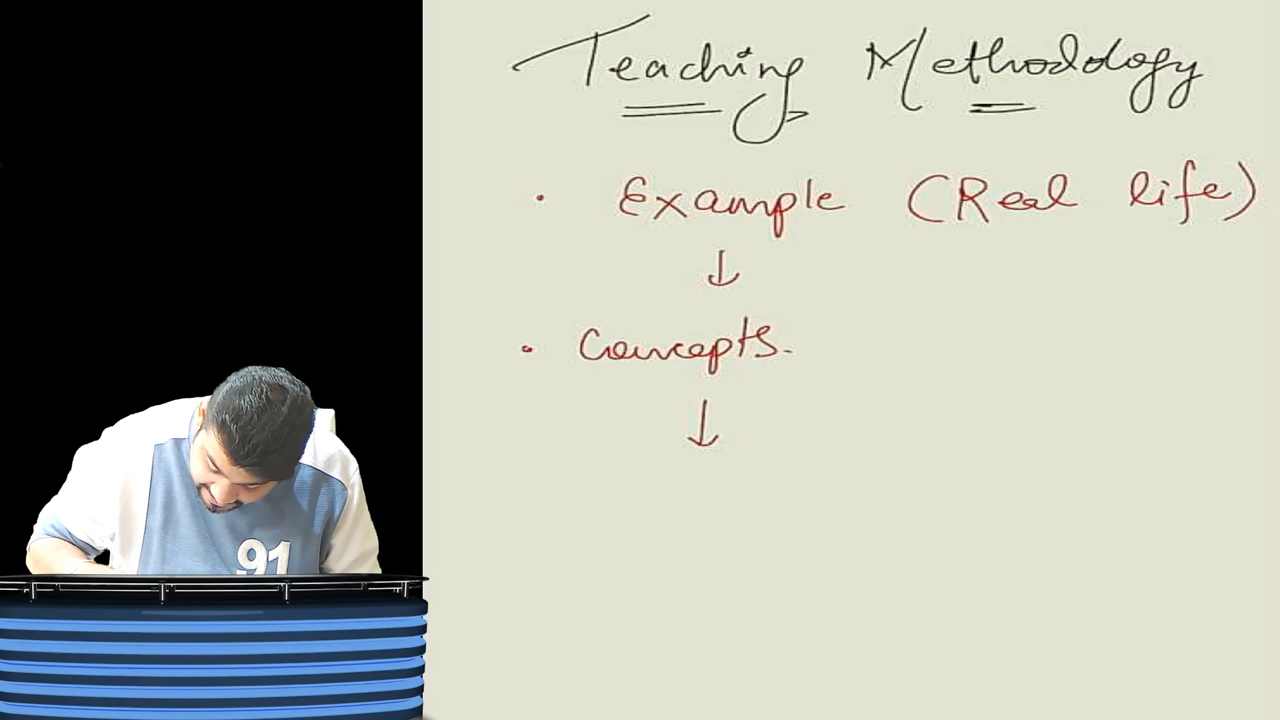 Teaching Methodology
• Example (Real life)
↓
• Concepts.
↓
91